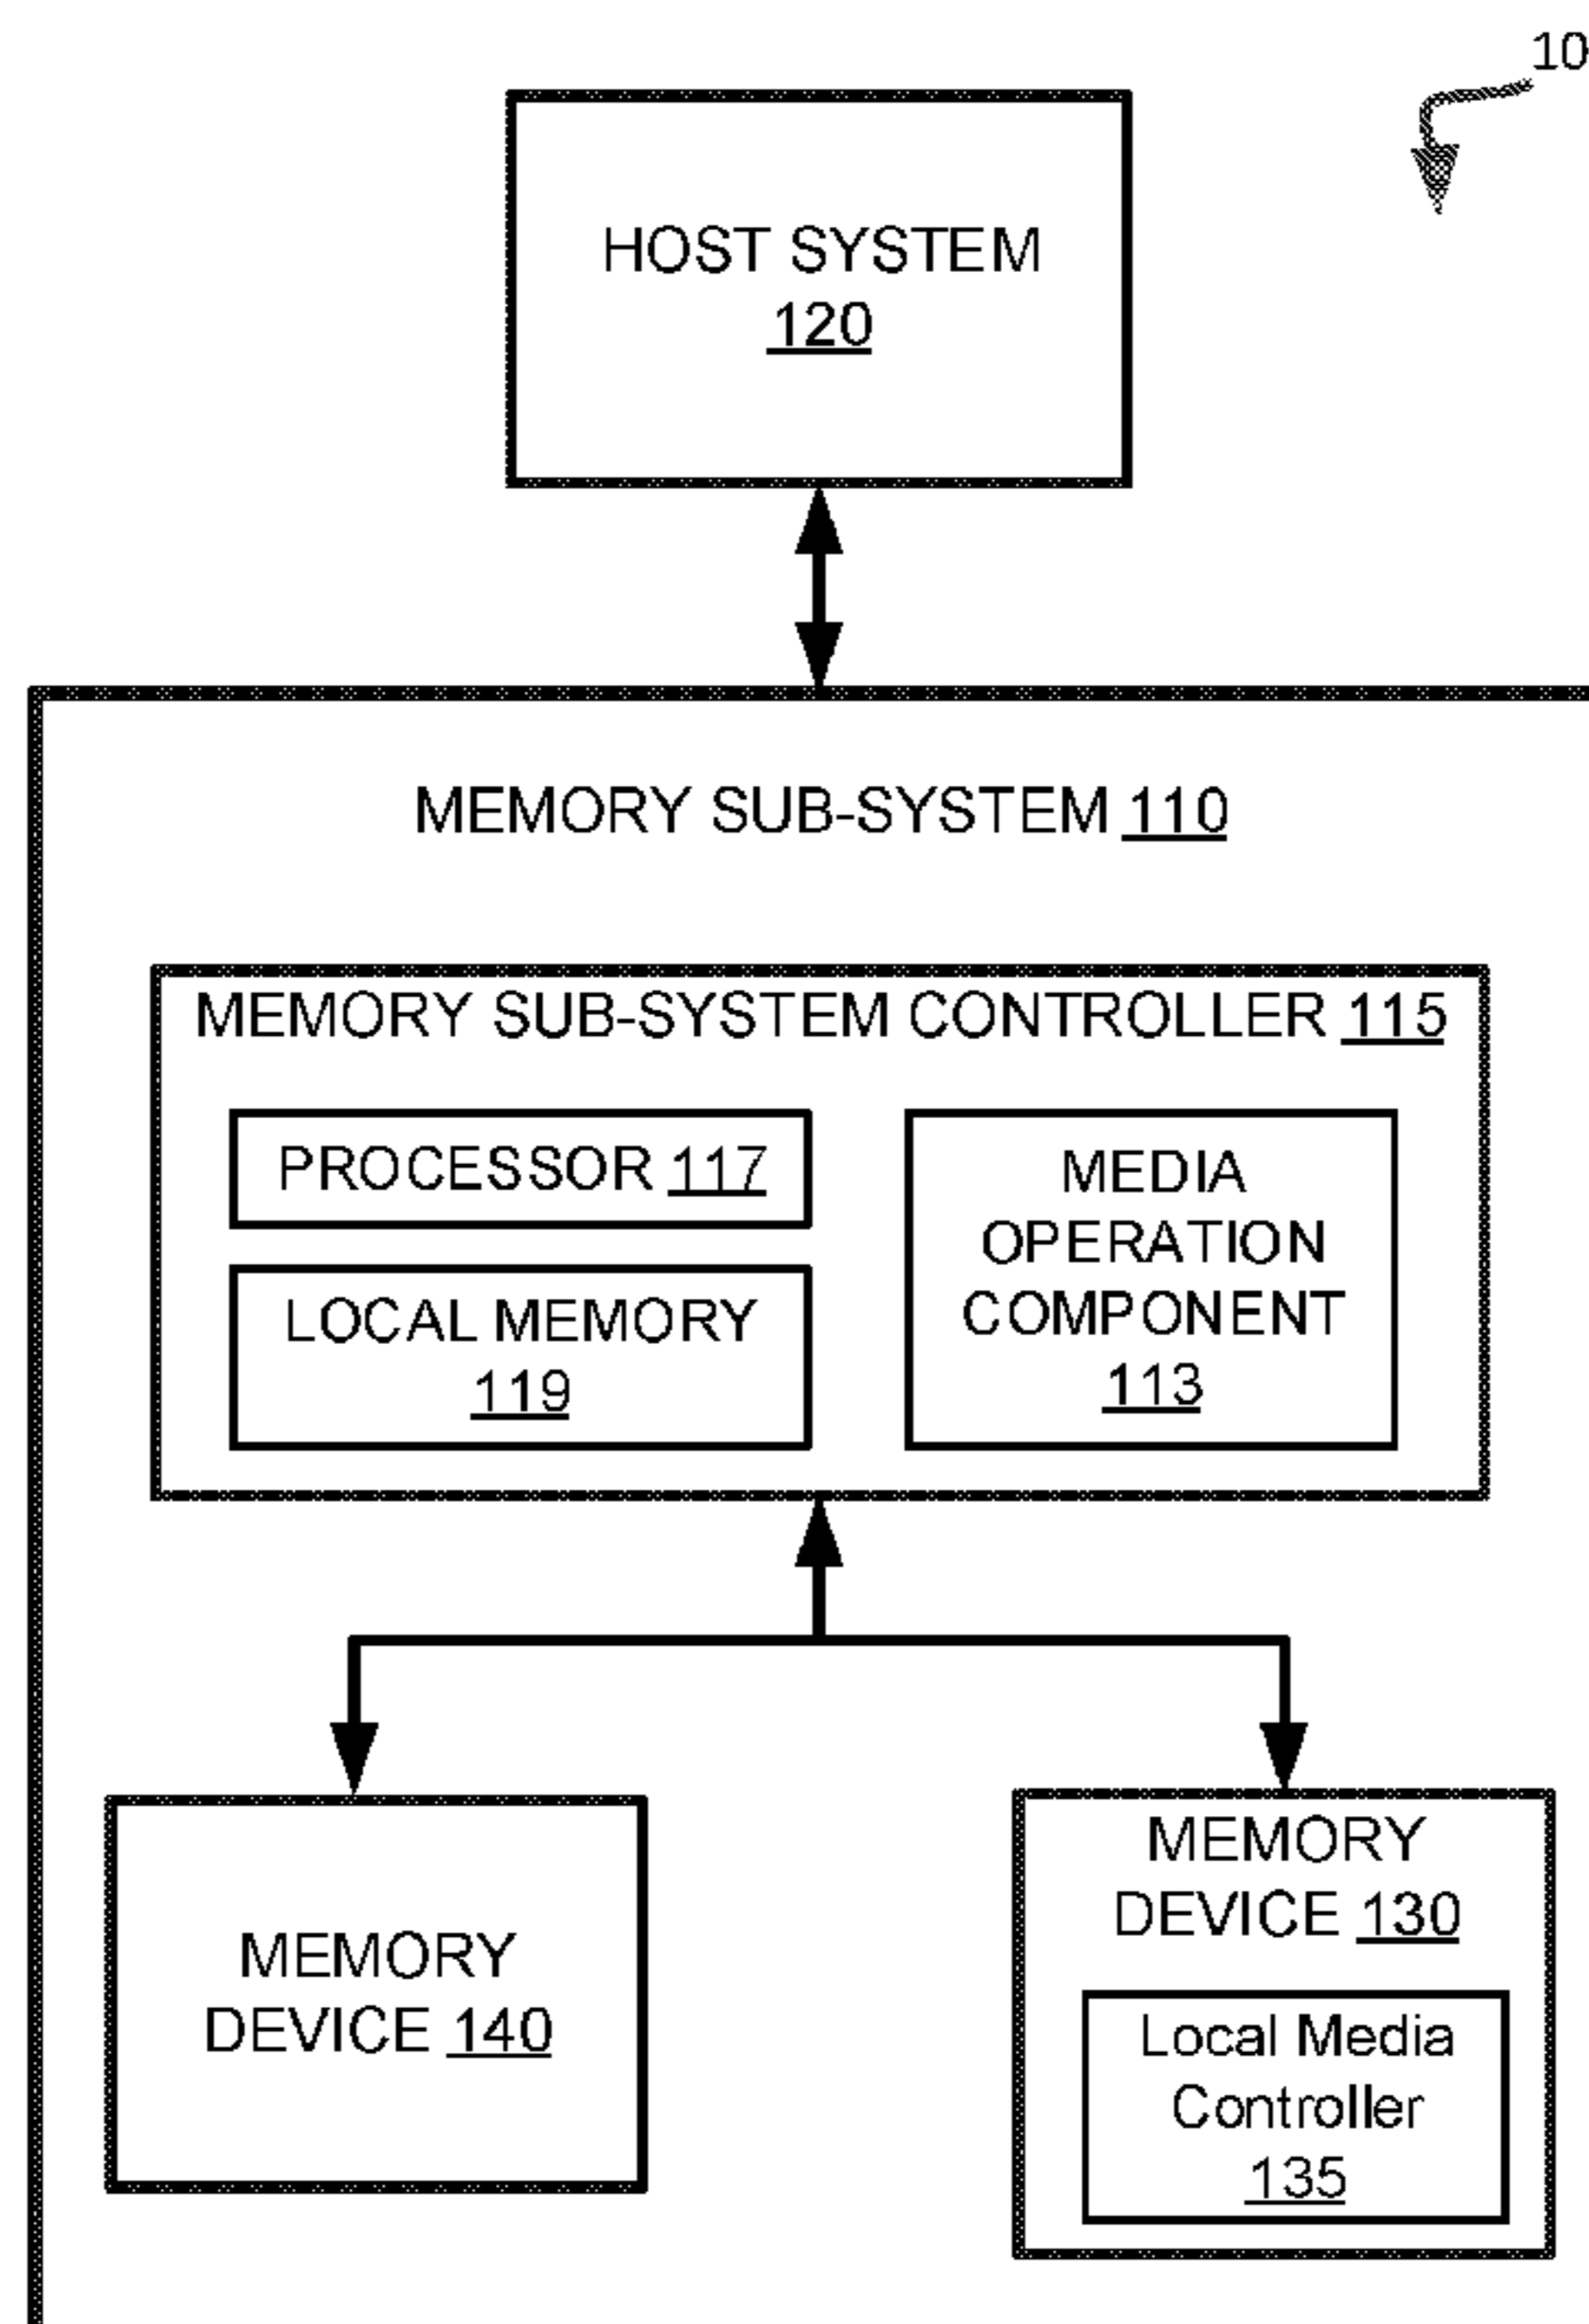 10
HOST SYSTEM
120
MEMORY SUB-SYSTEM 110
MEMORY SUB-SYSTEM CONTROLLER 115
PROCESSOR 117
LOCAL MEMORY
119
MEDIA
OPERATION
COMPONENT
113
MEMORY
DEVICE 140
MEMORY
DEVICE 130
Local Media
Controller
135